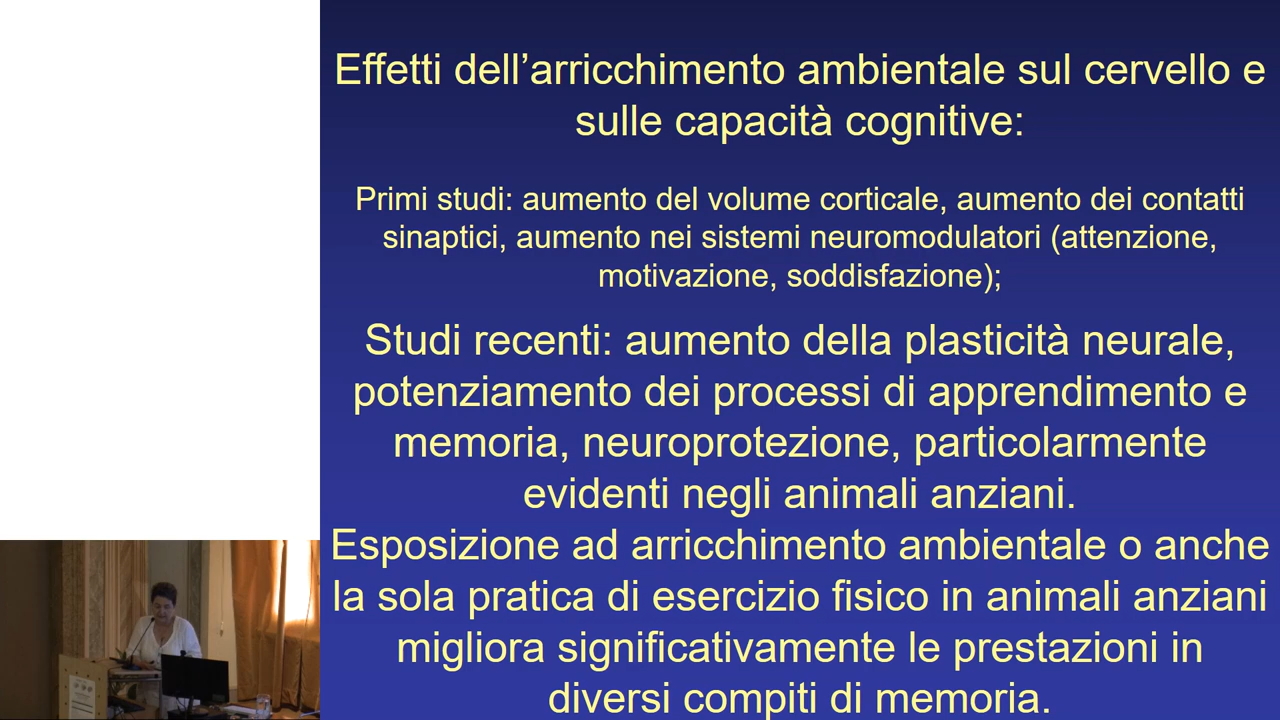 Effetti dell’arricchimento ambientale sul cervello e
sulle capacità cognitive:
Primi studi: aumento del volume corticale, aumento dei contatti
sinaptici, aumento nei sistemi neuromodulatori (attenzione,
motivazione, soddisfazione);
Studi recenti: aumento della plasticità neurale,
potenziamento dei processi di apprendimento e
memoria, neuroprotezione, particolarmente
evidenti negli animali anziani.
Esposizione ad arricchimento ambientale o anche
la sola pratica di esercizio fisico in animali anziani
migliora significativamente le prestazioni in
diversi compiti di memoria.